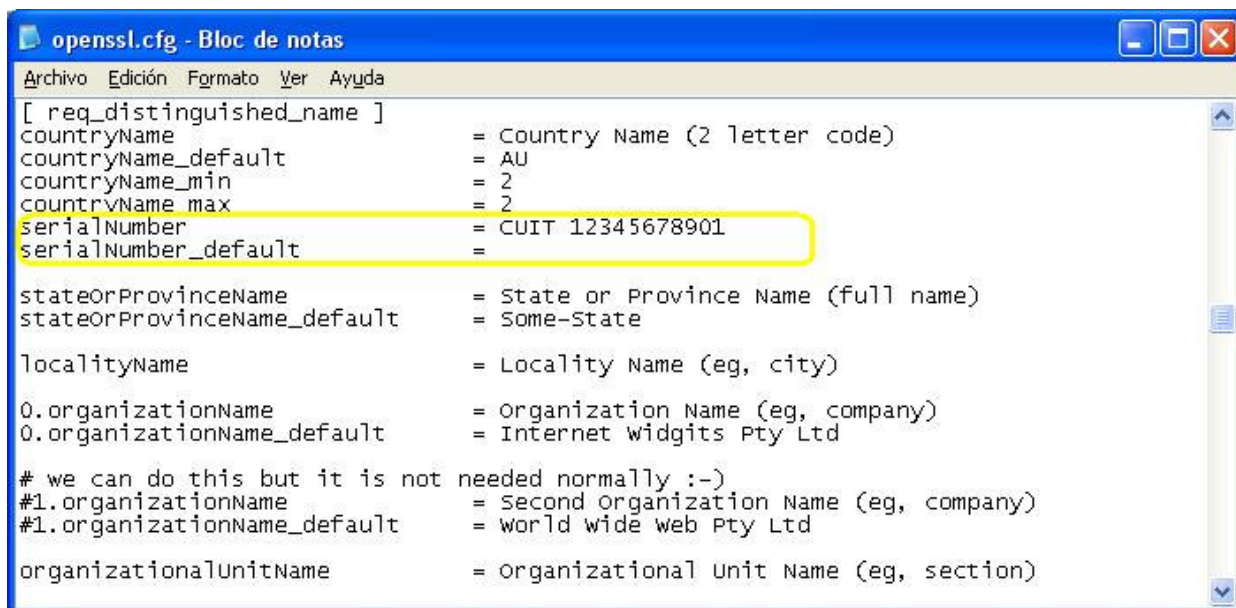 openssl.cfg - Bloc de notas
Archivo Edición Formato Ver Ayuda
[ req_distinguished_name ]
countryName = Country Name (2 letter code)
countryName_default = AU
countryName_min = 2
countryName_max = 2
serialNumber = CUIT 12345678901
serialNumber_default =
stateOrProvinceName = State or Province Name (full name)
stateOrProvinceName_default = Some-State
localityName = Locality Name (eg, city)
0.organizationName = Organization Name (eg, company)
0.organizationName_default = Internet Widgits Pty Ltd
# we can do this but it is not needed normally :-)
#1.organizationName = Second Organization Name (eg, company)
#1.organizationName_default = World Wide Web Pty Ltd
organizationalUnitName = Organizational Unit Name (eg, section)